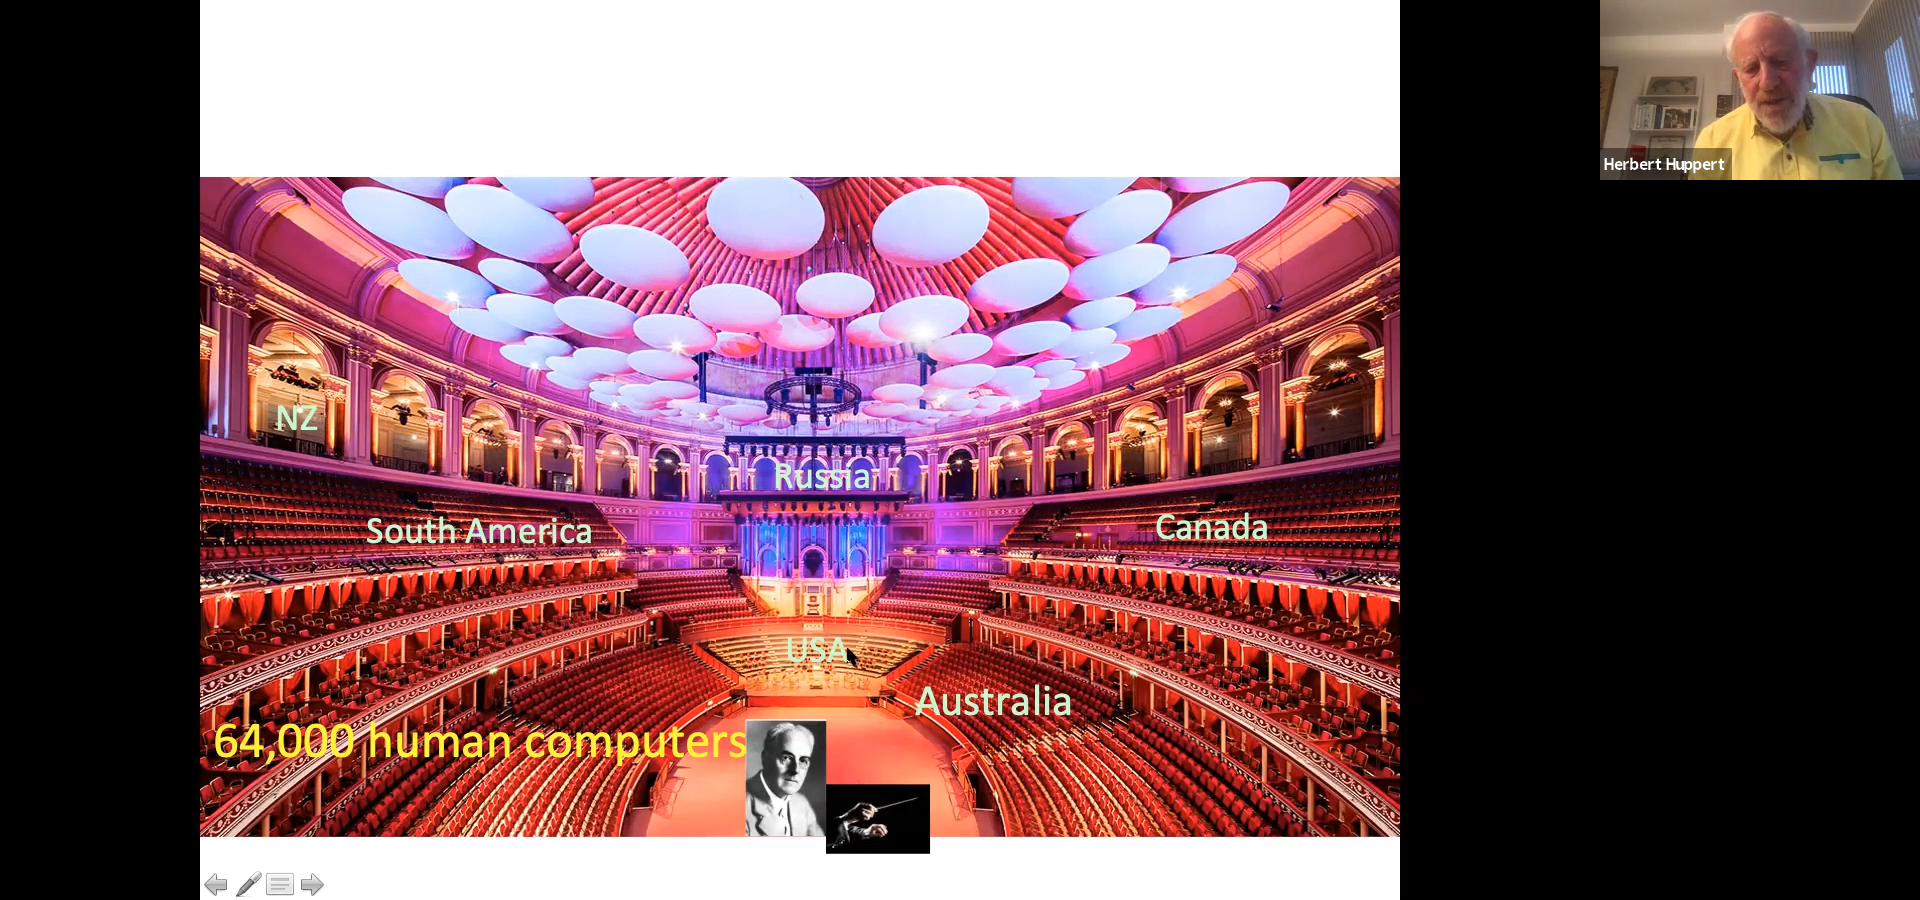 Herbert Huppert
NZ
Russia
South America
Canada
USA
Australia
64,000 human computers